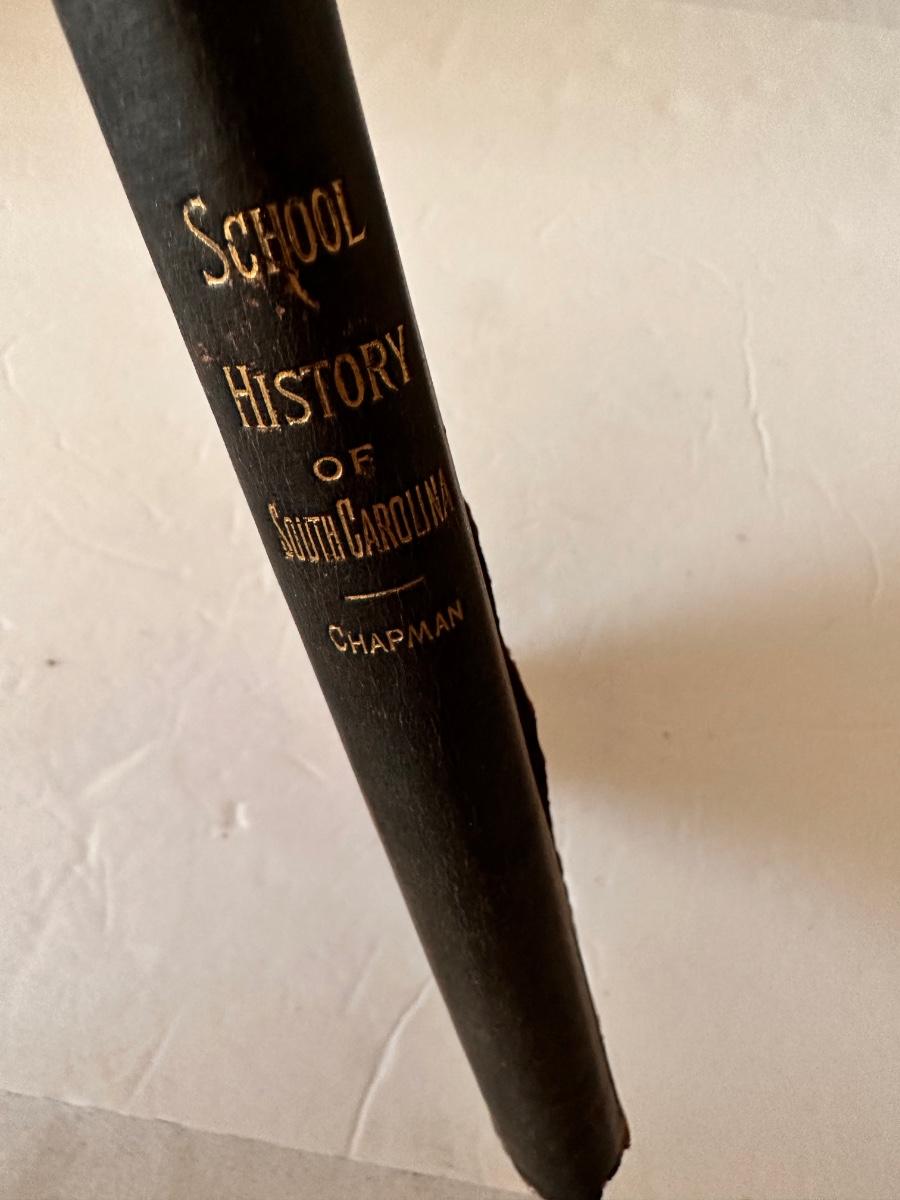 SCHOOL
HISTORY
OF
SOUTH CAROLINA
CHAPMAN